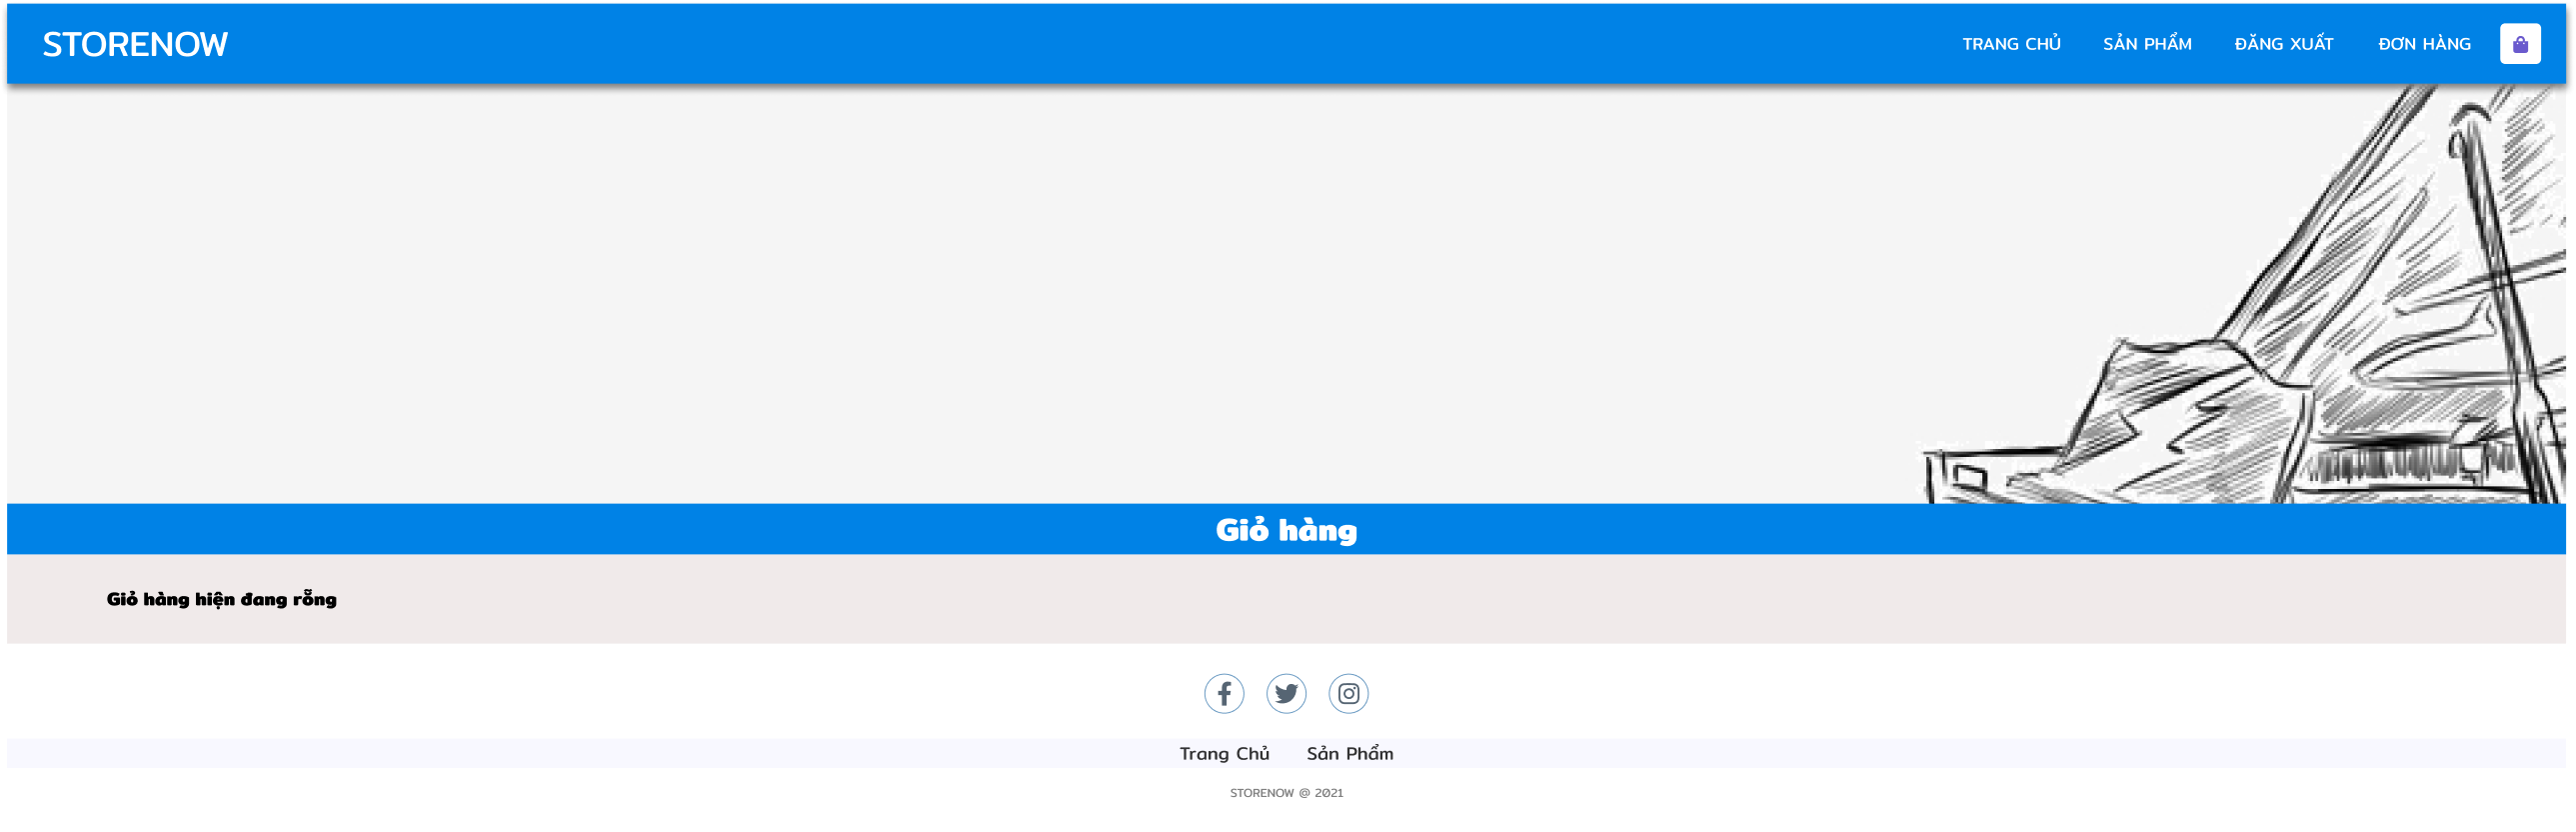 STORENOW
TRANG CHỦ SẢN PHẨM ĐĂNG XUẤT ĐƠN HÀNG
Giỏ hàng
Giỏ hàng hiện đang rỗng
Trang Chủ Sản Phẩm
STORENOW @ 2021